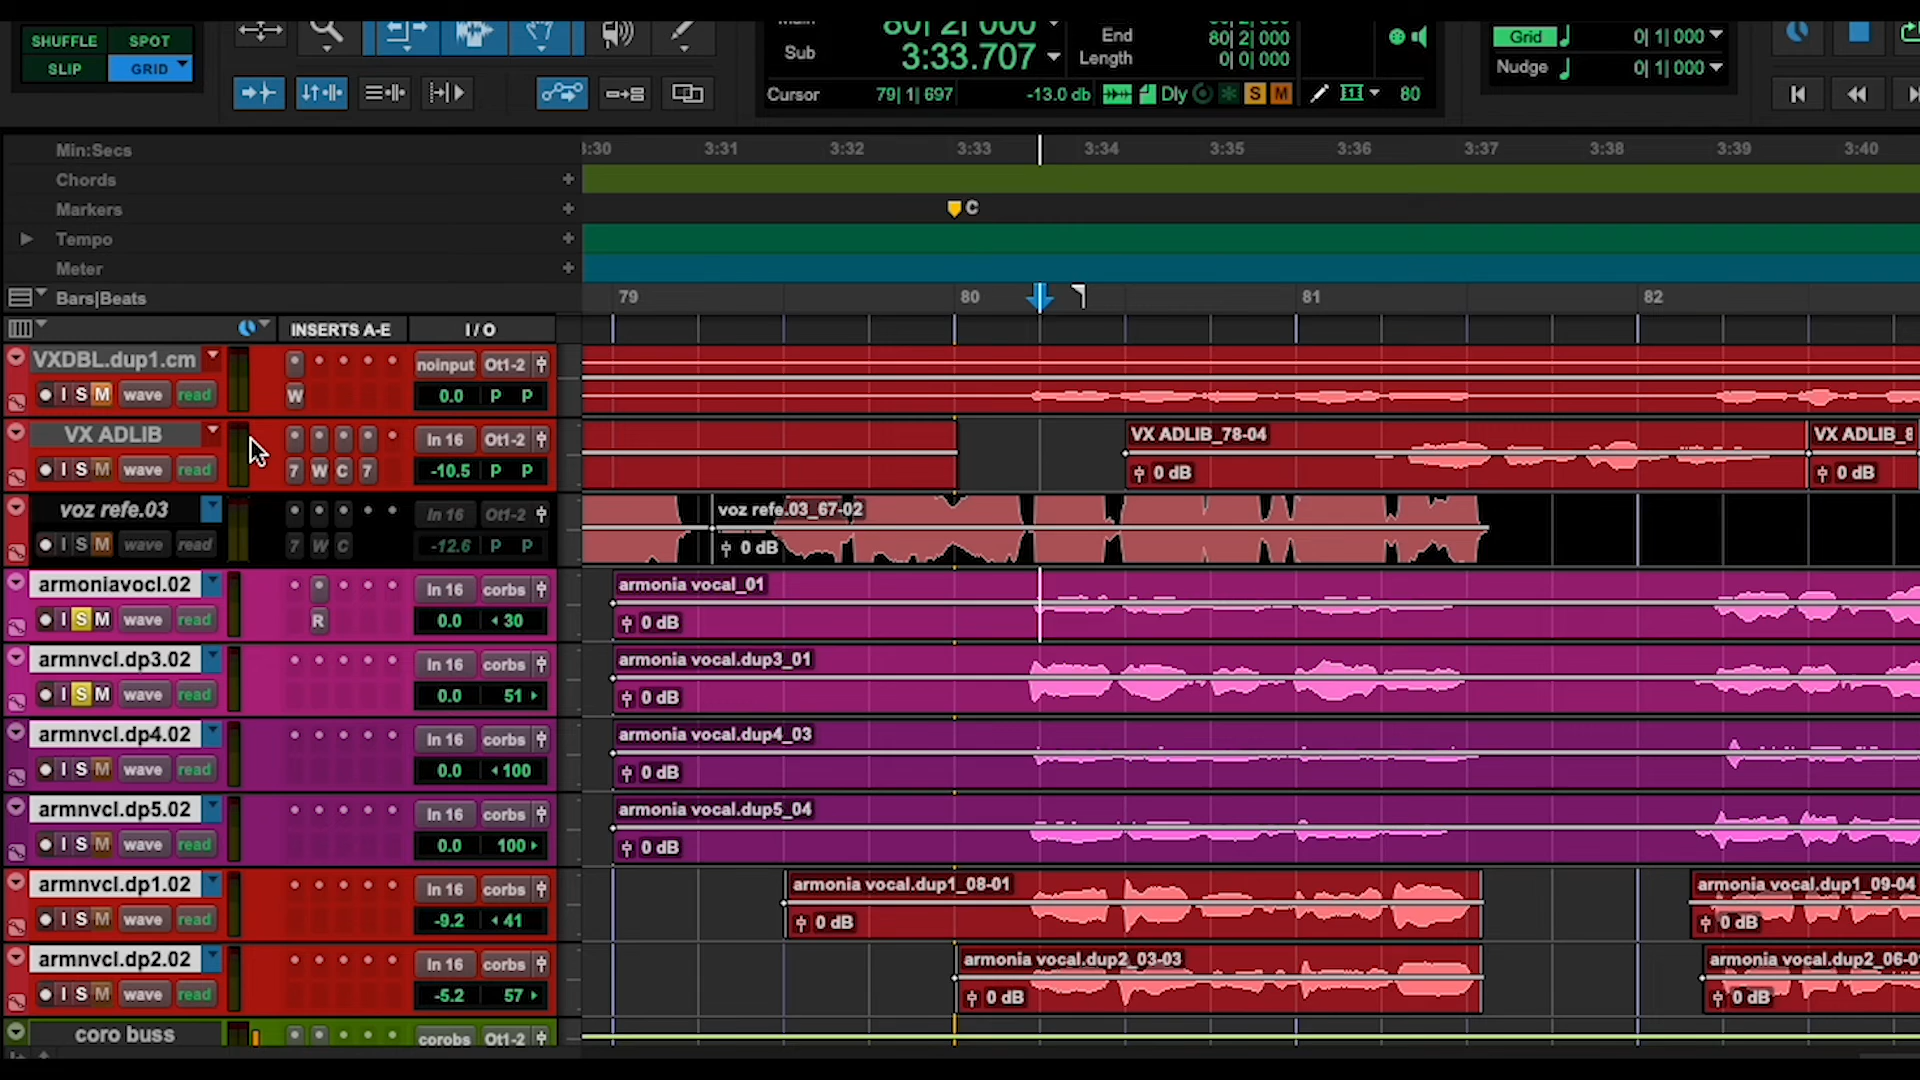 SHUFFLE SPOT
SLIP GRID
80| 2| 000
Sub 3:33.707
End 80| 2| 000
Length 0| 0| 000
Cursor 79| 1| 697 -13.0 db Dly S M 80
Grid 0| 1| 000
Nudge 0| 1| 000
Min:Secs 3:31 3:32 3:33 3:34 3:35 3:36 3:37 3:38 3:39 3:40
Chords +
Markers + C
Tempo +
Meter +
Bars|Beats 79 80 81 82
INSERTS A-E I / O
VXDBL.dup1.cm noInput Ot1-2
I S M wave read W 0.0 P P
VX ADLIB In 16 Ot1-2 VX ADLIB_78-04 VX ADLIB_8
I S M wave read 7 W C 7 -10.5 P P 0 dB 0 dB
voz refe.03 In 16 Ot1-2 voz refe.03_67-02
I S M wave read 7 W C -12.6 P P 0 dB
armoniavocl.02 In 16 corbs armonia vocal_01
I S M wave read R 0.0 30 0 dB
armnvcl.dp3.02 In 16 corbs armonia vocal.dup3_01
I S M wave read 0.0 51 0 dB
armnvcl.dp4.02 In 16 corbs armonia vocal.dup4_03
I S M wave read 0.0 100 0 dB
armnvcl.dp5.02 In 16 corbs armonia vocal.dup5_04
I S M wave read 0.0 100 0 dB
armnvcl.dp1.02 In 16 corbs armonia vocal.dup1_08-01 armonia vocal.dup1_09-04
I S M wave read -9.2 41 0 dB 0 dB
armnvcl.dp2.02 In 16 corbs armonia vocal.dup2_03-03 armonia vocal.dup2_06-0
I S M wave read -5.2 57 0 dB 0 dB
coro buss corobs Ot1-2